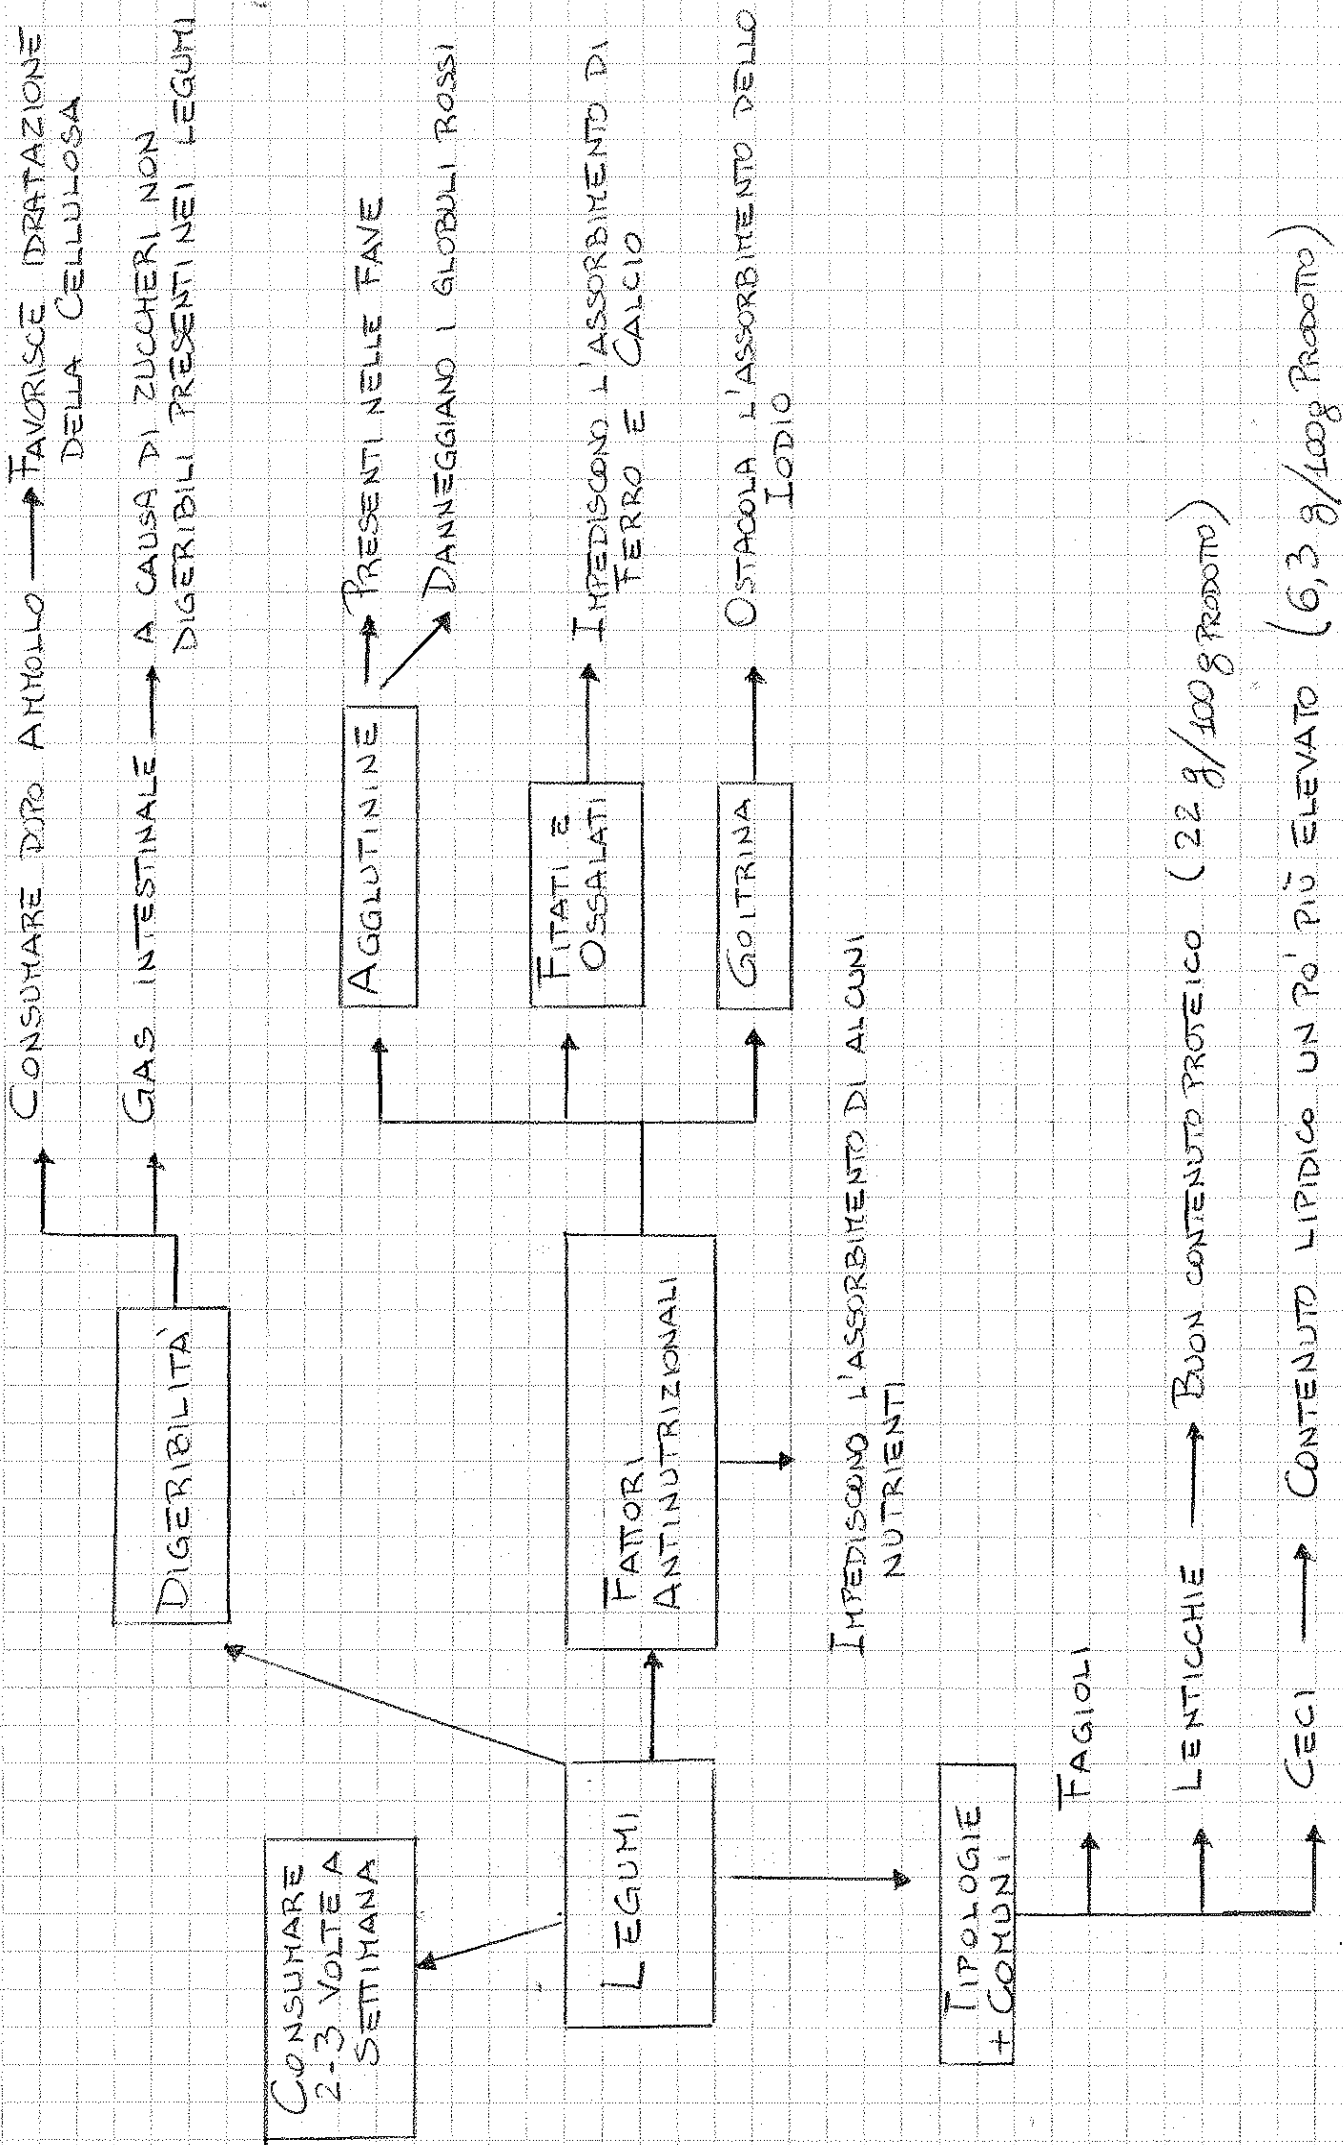 CONSUMARE
2-3 VOLTE A
SETTIMANA
LEGUMI
DIGERIBILITÀ
CONSUMARE DOPO AMMOLLO → FAVORISCE IDRATAZIONE
DELLA CELLULOSA
GAS INTESTINALE → A CAUSA DI ZUCCHERI NON
DIGERIBILI PRESENTI NEI LEGUMI
FATTORI
ANTINUTRIZIONALI
IMPEDISCONO L'ASSORBIMENTO DI ALCUNI
NUTRIENTI
AGGLUTININE → PRESENTI NELLE FAVE
DANNEGGIANO I GLOBULI ROSSI
FITATI E
OSSALATI
IMPEDISCONO L'ASSORBIMENTO DI
FERRO E CALCIO
GOITRINA → OSTACOLA L'ASSORBIMENTO DELLO
IODIO
TIPOLOGIE
+ COMUNI
FAGIOLI
LENTICCHIE → BUON CONTENUTO PROTEICO (22 g/100 g PRODOTTO)
CECI → CONTENUTO LIPIDICO UN PO' PIÙ ELEVATO (6,3 g/100g PRODOTTO)